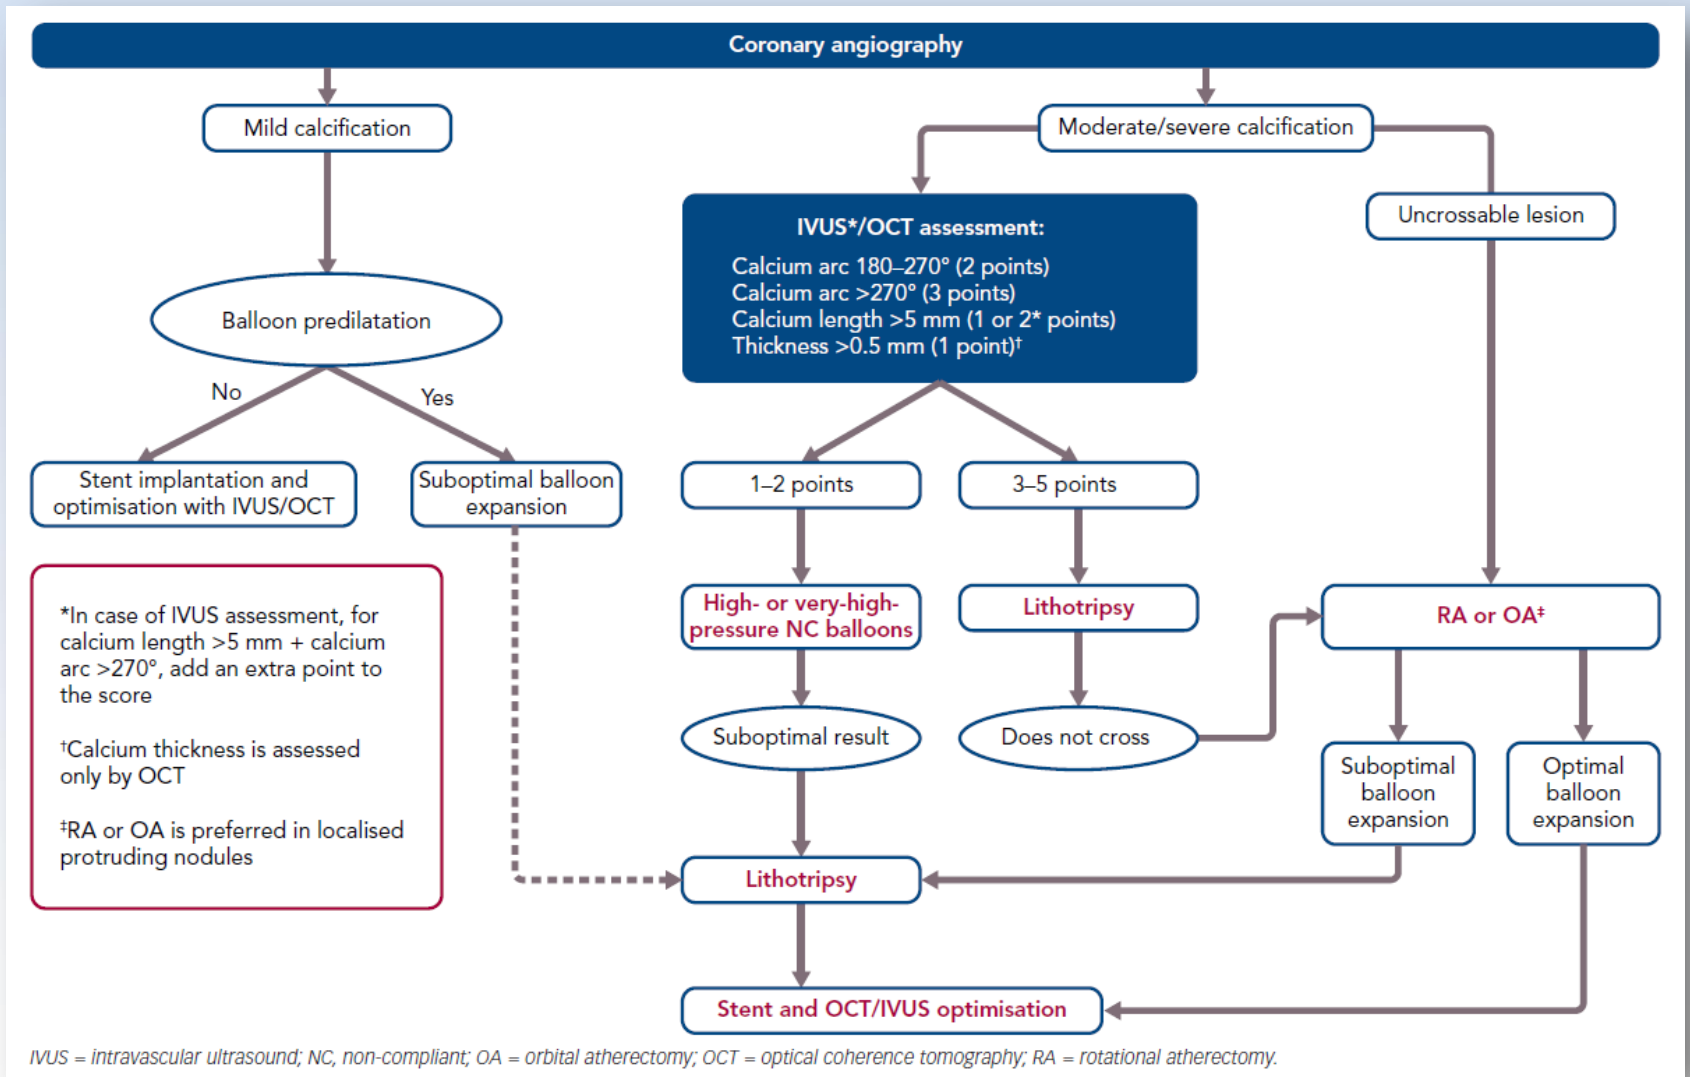 Coronary angiography
Mild calcification
Moderate/severe calcification
Uncrossable lesion
IVUS*/OCT assessment:
Calcium arc 180–270° (2 points)
Calcium arc >270° (3 points)
Calcium length >5 mm (1 or 2* points)
Thickness >0.5 mm (1 point)†
Balloon predilatation
No
Yes
Stent implantation and
optimisation with IVUS/OCT
Suboptimal balloon
expansion
1–2 points
3–5 points
High- or very-high-
pressure NC balloons
Lithotripsy
RA or OA‡
*In case of IVUS assessment, for
calcium length >5 mm + calcium
arc >270°, add an extra point to
the score
†Calcium thickness is assessed
only by OCT
‡RA or OA is preferred in localised
protruding nodules
Suboptimal result
Does not cross
Suboptimal
balloon
expansion
Optimal
balloon
expansion
Lithotripsy
Stent and OCT/IVUS optimisation
IVUS = intravascular ultrasound; NC, non-compliant; OA = orbital atherectomy; OCT = optical coherence tomography; RA = rotational atherectomy.